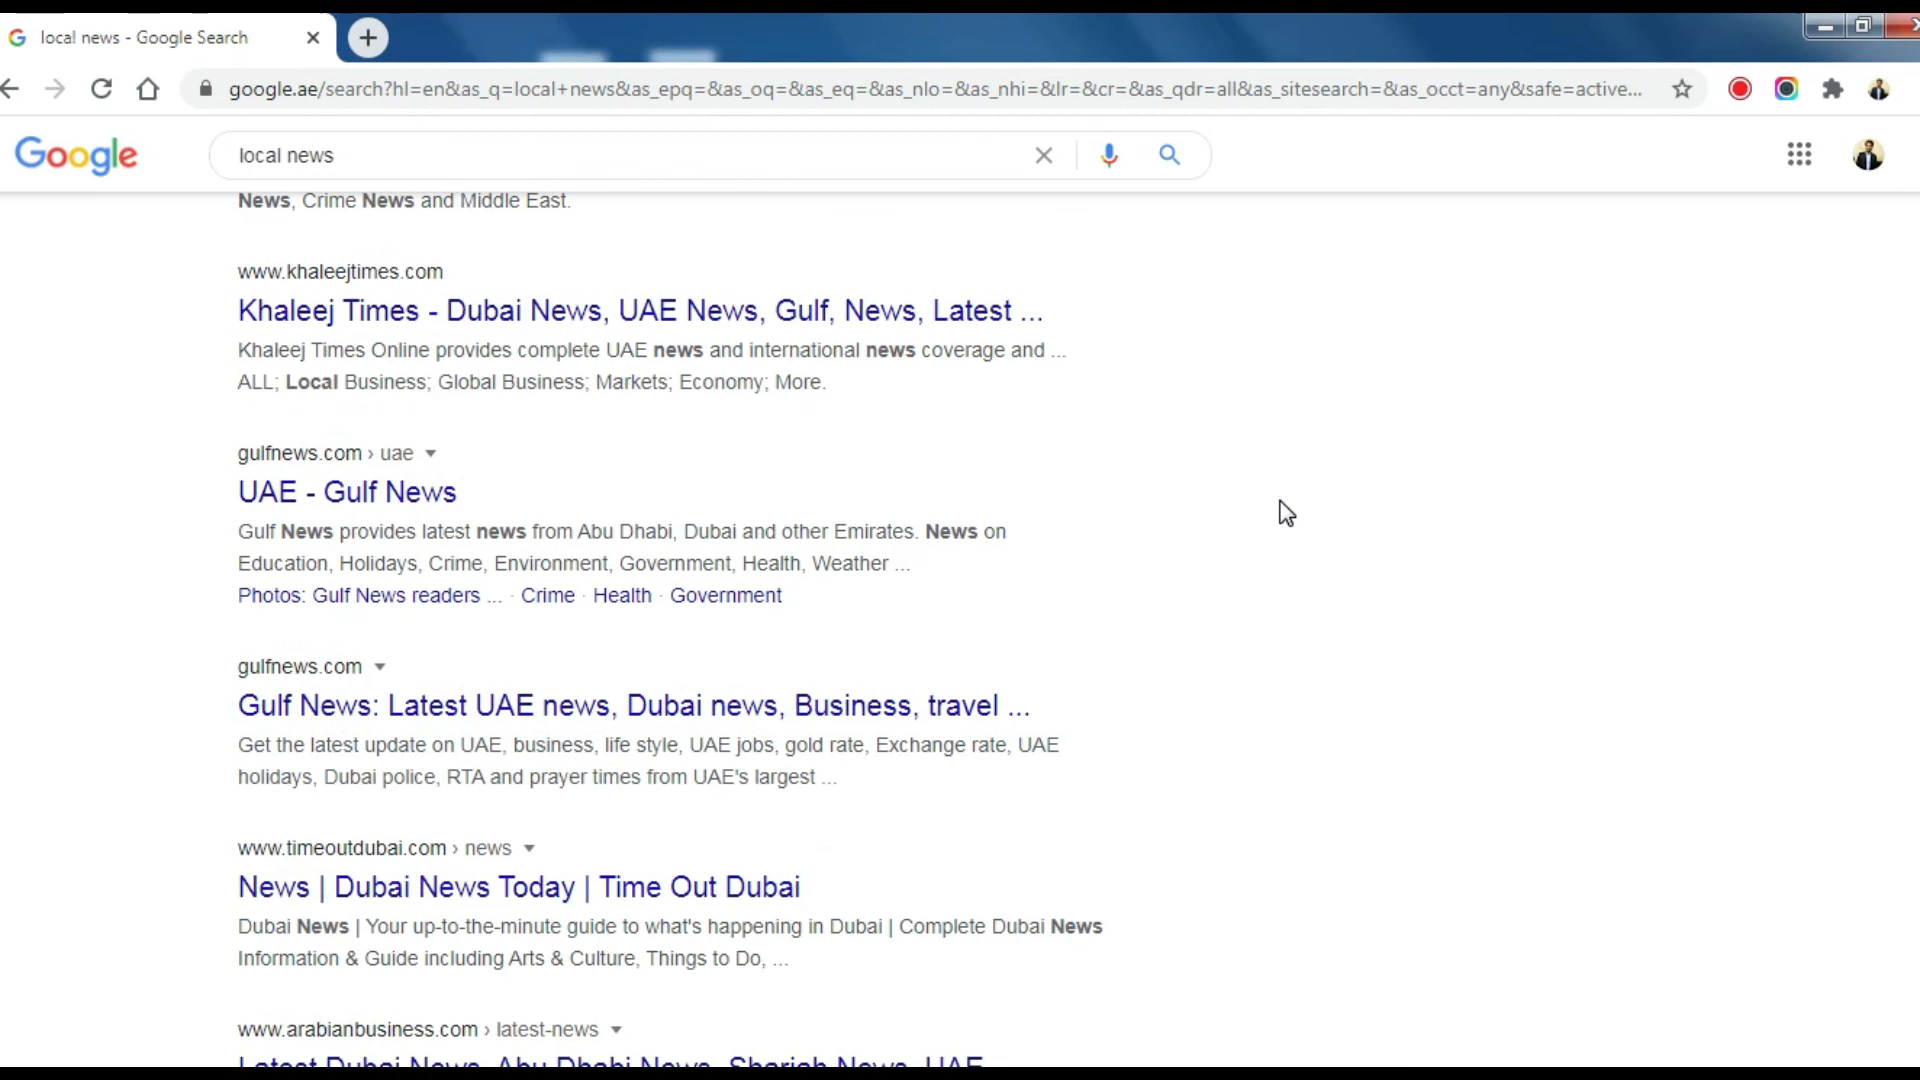 local news - Google Search
google.ae/search?hl=en&as_q=local+news&as_epq=&as_oq=&as_eq=&as_nlo=&as_nhi=&lr=&cr=&as_qdr=all&as_sitesearch=&as_occt=any&safe=active...
Google
local news
News, Crime News and Middle East.
www.khaleejtimes.com
Khaleej Times - Dubai News, UAE News, Gulf, News, Latest ...
Khaleej Times Online provides complete UAE news and international news coverage and ...
ALL; Local Business; Global Business; Markets; Economy; More.
gulfnews.com › uae
UAE - Gulf News
Gulf News provides latest news from Abu Dhabi, Dubai and other Emirates. News on
Education, Holidays, Crime, Environment, Government, Health, Weather ...
Photos: Gulf News readers ... · Crime · Health · Government
gulfnews.com
Gulf News: Latest UAE news, Dubai news, Business, travel ...
Get the latest update on UAE, business, life style, UAE jobs, gold rate, Exchange rate, UAE
holidays, Dubai police, RTA and prayer times from UAE's largest ...
www.timeoutdubai.com › news
News | Dubai News Today | Time Out Dubai
Dubai News | Your up-to-the-minute guide to what's happening in Dubai | Complete Dubai News
Information & Guide including Arts & Culture, Things to Do, ...
www.arabianbusiness.com › latest-news
Latest Dubai News, Abu Dhabi News, Sharjah News, UAE